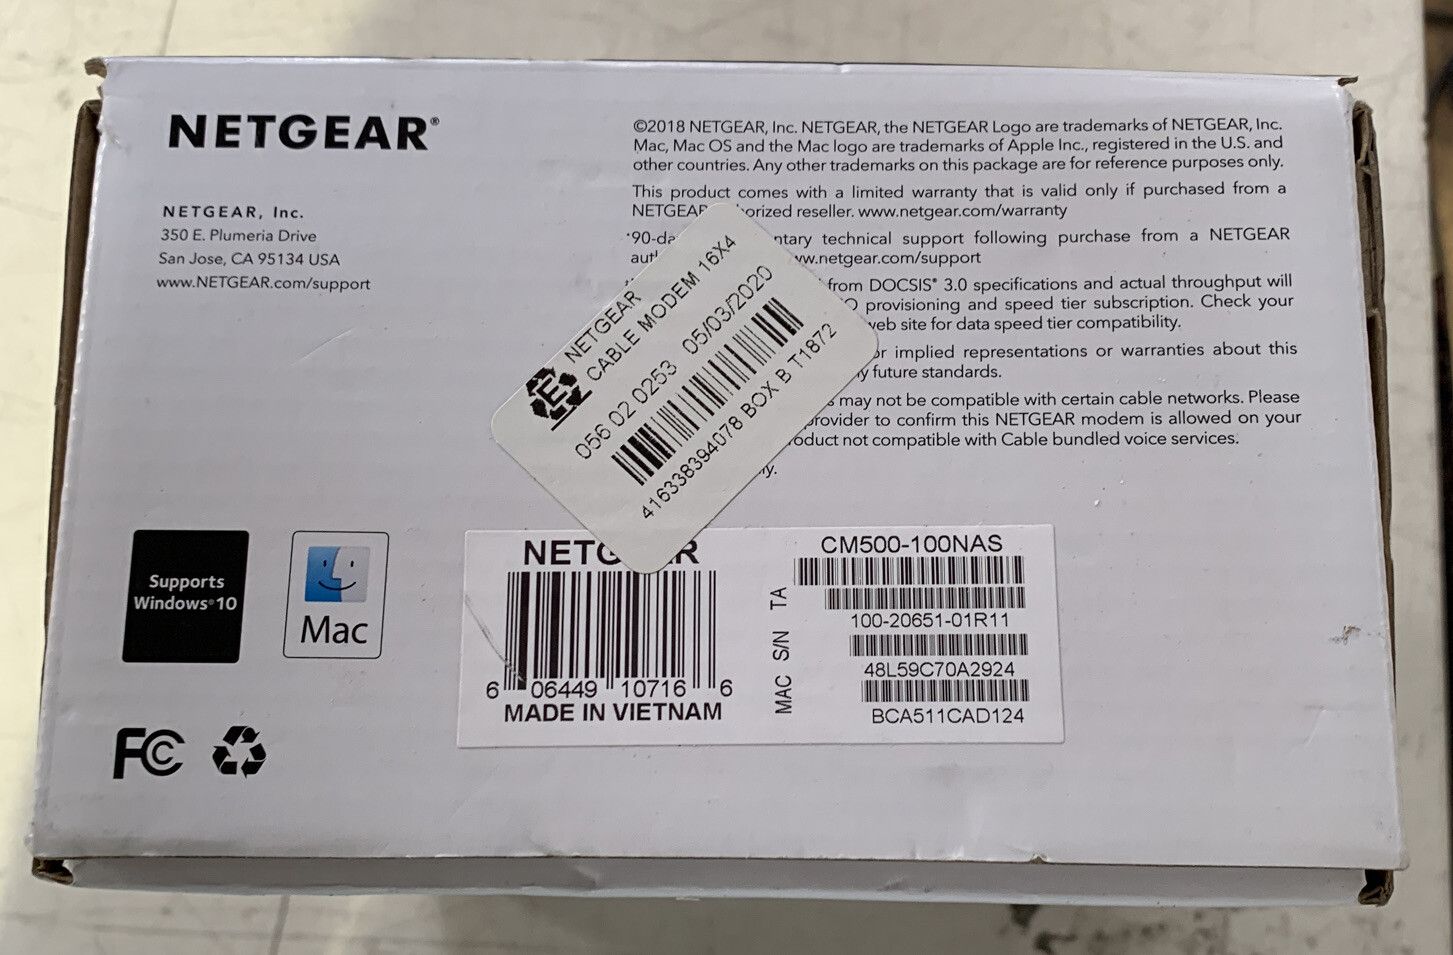 NETGEAR®
NETGEAR, Inc.
350 E. Plumeria Drive
San Jose, CA 95134 USA
www.NETGEAR.com/support
©2018 NETGEAR, Inc. NETGEAR, the NETGEAR Logo are trademarks of NETGEAR, Inc.
Mac, Mac OS and the Mac logo are trademarks of Apple Inc., registered in the U.S. and
other countries. Any other trademarks on this package are for reference purposes only.
This product comes with a limited warranty that is valid only if purchased from a
NETGEAR orized reseller. www.netgear.com/warranty
*90-da ntary technical support following purchase from a NETGEAR
aut w.netgear.com/support
from DOCSIS® 3.0 specifications and actual throughput will
provisioning and speed tier subscription. Check your
web site for data speed tier compatibility.
or implied representations or warranties about this
future standards.
may not be compatible with certain cable networks. Please
provider to confirm this NETGEAR modem is allowed on your
oduct not compatible with Cable bundled voice services.
ly.
NETGEAR
CABLE MODEM 16X4
056 02 0253 05/03/2020
416338394078 BOX B T1872
Supports
Windows®10
Mac
FC
NETG R
6 06449 10716 6
MADE IN VIETNAM
CM500-100NAS
TA
100-20651-01R11
S/N
48L59C70A2924
MAC
BCA511CAD124